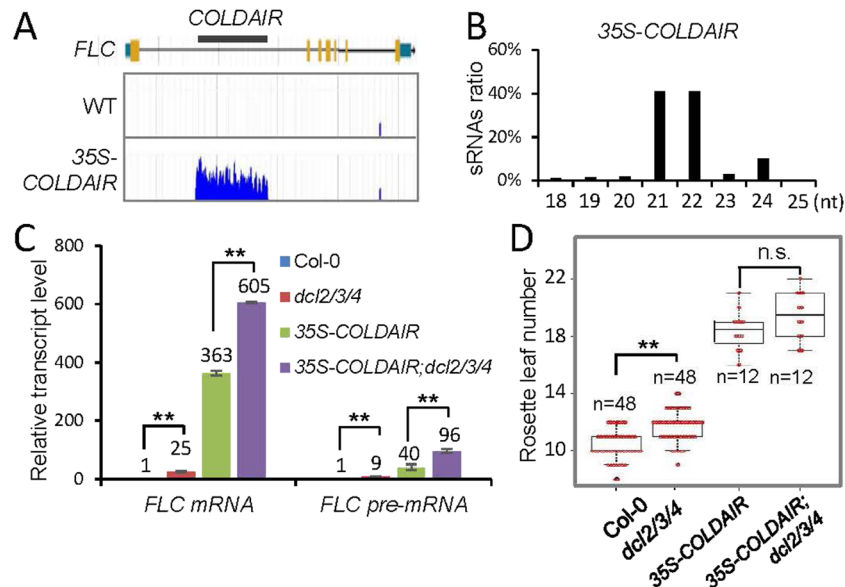 A
COLDAIR
FLC
WT
35S-
COLDAIR
B
35S-COLDAIR
sRNAs ratio
60%
40%
20%
0%
18 19 20 21 22 23 24 25 (nt)
C
Relative transcript level
800
600
400
200
0
**
605
363
**
25
1
**
96
**
40
9
1
Col-0
dcl2/3/4
35S-COLDAIR
35S-COLDAIR;dcl2/3/4
FLC mRNA
FLC pre-mRNA
D
Rosette leaf number
22
18
14
10
n.s.
**
n=48
n=48
n=12
n=12
Col-0
dcl2/3/4
35S-COLDAIR
35S-COLDAIR;
dcl2/3/4